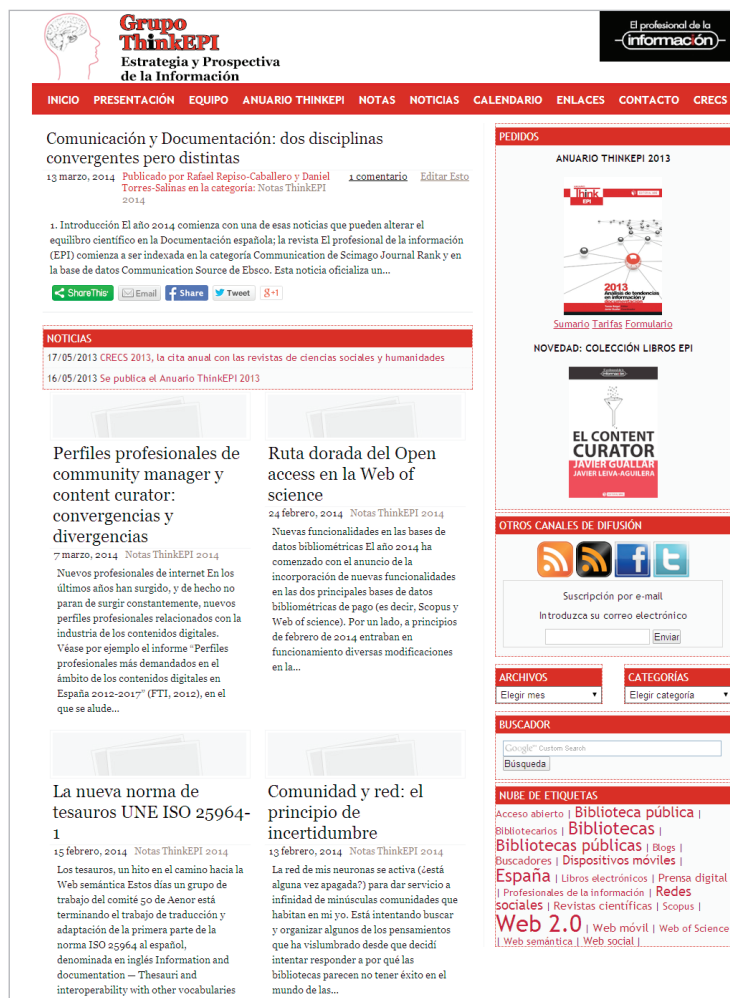 Grupo
ThinkEPI
Estrategia y Prospectiva
de la Información
El profesional de la
información
INICIO PRESENTACIÓN EQUIPO ANUARIO THINKEPI NOTAS NOTICIAS CALENDARIO ENLACES CONTACTO CRECS
Comunicación y Documentación: dos disciplinas
convergentes pero distintas
13 marzo, 2014 Publicado por Rafael Repiso-Caballero y Daniel
Torres-Salinas en la categoría: Notas ThinkEPI
2014
1 comentario Editar Esto
1. Introducción El año 2014 comienza con una de esas noticias que pueden alterar el
equilibrio científico en la Documentación española; la revista El profesional de la información
(EPI) comienza a ser indexada en la categoría Communication de Scimago Journal Rank y en
la base de datos Communication Source de Ebsco. Esta noticia oficializa un...
ShareThis Email Share Tweet g+1
NOTICIAS
17/05/2013 CRECS 2013, la cita anual con las revistas de ciencias sociales y humanidades
16/05/2013 Se publica el Anuario ThinkEPI 2013
Perfiles profesionales de
community manager y
content curator:
convergencias y
divergencias
7 marzo, 2014 Notas ThinkEPI 2014
Nuevos profesionales de internet En los
últimos años han surgido, y de hecho no
paran de surgir constantemente, nuevos
perfiles profesionales relacionados con la
industria de los contenidos digitales.
Véase por ejemplo el informe “Perfiles
profesionales más demandados en el
ámbito de los contenidos digitales en
España 2012-2017” (FTI, 2012), en el
que se alude...
Ruta dorada del Open
access en la Web of
science
24 febrero, 2014 Notas ThinkEPI 2014
Nuevas funcionalidades en las bases de
datos bibliométricas El año 2014 ha
comenzado con el anuncio de la
incorporación de nuevas funcionalidades
en las dos principales bases de datos
bibliométricas de pago (es decir, Scopus y
Web of science). Por un lado, a principios
de febrero de 2014 entraban en
funcionamiento diversas modificaciones
en la...
La nueva norma de
tesauros UNE ISO 25964-
1
15 febrero, 2014 Notas ThinkEPI 2014
Los tesauros, un hito en el camino hacia la
Web semántica Estos días un grupo de
trabajo del comité 50 de Aenor está
terminando el trabajo de traducción y
adaptación de la primera parte de la
norma ISO 25964 al español,
denominada en inglés Information and
documentation — Thesauri and
interoperability with other vocabularies
Comunidad y red: el
principio de
incertidumbre
13 febrero, 2014 Notas ThinkEPI 2014
La red de mis neuronas se activa (¿está
alguna vez apagada?) para dar servicio a
infinidad de minúsculas comunidades que
habitan en mi yo. Está intentando buscar
y organizar algunos de los pensamientos
que ha vislumbrado desde que decidí
intentar responder a por qué las
bibliotecas parecen no tener éxito en el
mundo de las...
PEDIDOS
ANUARIO THINKEPI 2013
Think
EPI
2013
Análisis de tendencias
en información y
documentación
Sumario Tarifas Formulario
NOVEDAD: COLECCIÓN LIBROS EPI
EL CONTENT
CURATOR
JAVIER GUALLAR
JAVIER LEIVA-AGUILERA
OTROS CANALES DE DIFUSIÓN
Suscripción por e-mail
Introduzca su correo electrónico
Enviar
ARCHIVOS
Elegir mes
CATEGORÍAS
Elegir categoría
BUSCADOR
Google™ Custom Search
Búsqueda
NUBE DE ETIQUETAS
Acceso abierto | Biblioteca pública |
Bibliotecarios | Bibliotecas |
Bibliotecas públicas | Blogs |
Buscadores | Dispositivos móviles |
España | Libros electrónicos | Prensa digital
| Profesionales de la información | Redes
sociales | Revistas científicas | Scopus |
Web 2.0 | Web móvil | Web of Science
| Web semántica | Web social |